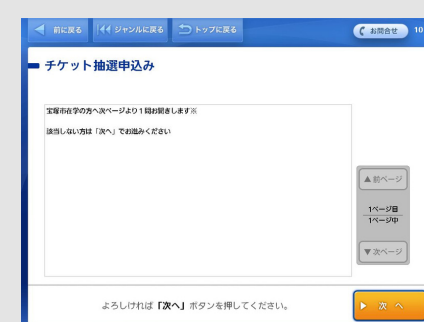 前に戻る
ジャンルに戻る
トップに戻る
お問合せ
10
チケット抽選申込み
宝塚市在学の方へ次ページより1問お聞きします※
該当しない方は「次へ」でお進みください
▲前ページ
1ページ目
1ページ中
▼次ページ
よろしければ「次へ」ボタンを押してください。
次 へ